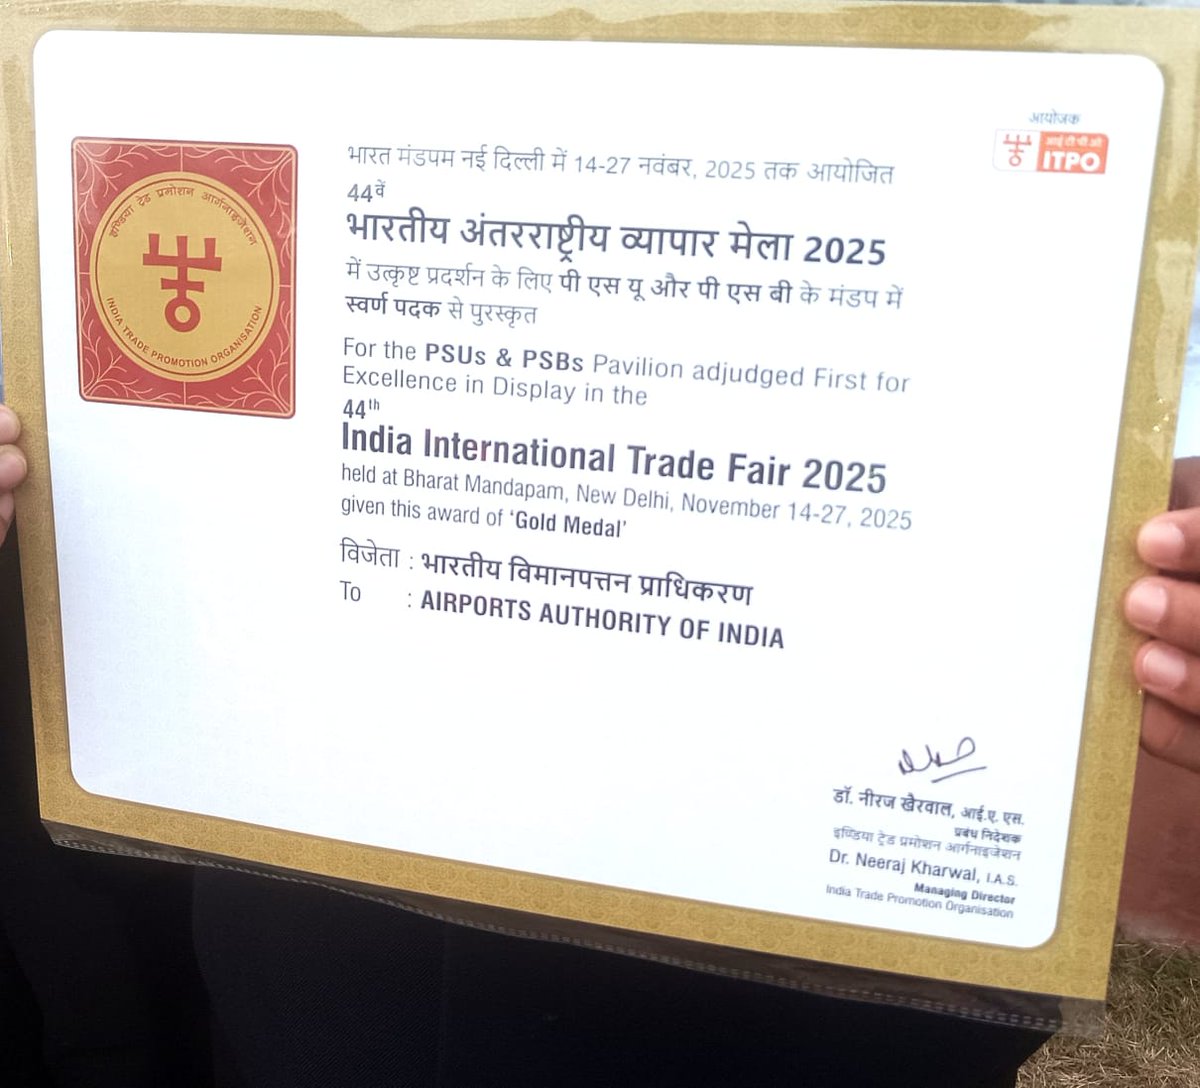 आयोजक
आई टी पी ओ
ITPO
इण्डिया ट्रेड प्रमोशन आर्गनाइजेशन
INDIA TRADE PROMOTION ORGANISATION
भारत मंडपम नई दिल्ली में 14-27 नवंबर, 2025 तक आयोजित
44वें
भारतीय अंतरराष्ट्रीय व्यापार मेला 2025
में उत्कृष्ट प्रदर्शन के लिए पी एस यू और पी एस बी के मंडप में
स्वर्ण पदक से पुरस्कृत
For the PSUs & PSBs Pavilion adjudged First for
Excellence in Display in the
44th
India International Trade Fair 2025
held at Bharat Mandapam, New Delhi, November 14-27, 2025
given this award of ‘Gold Medal’
विजेता : भारतीय विमानपत्तन प्राधिकरण
To : AIRPORTS AUTHORITY OF INDIA
डॉ. नीरज खैरवाल, आई.ए. एस.
प्रबंध निदेशक
इण्डिया ट्रेड प्रमोशन आर्गनाइजेशन
Dr. Neeraj Kharwal, I.A.S.
Managing Director
India Trade Promotion Organisation